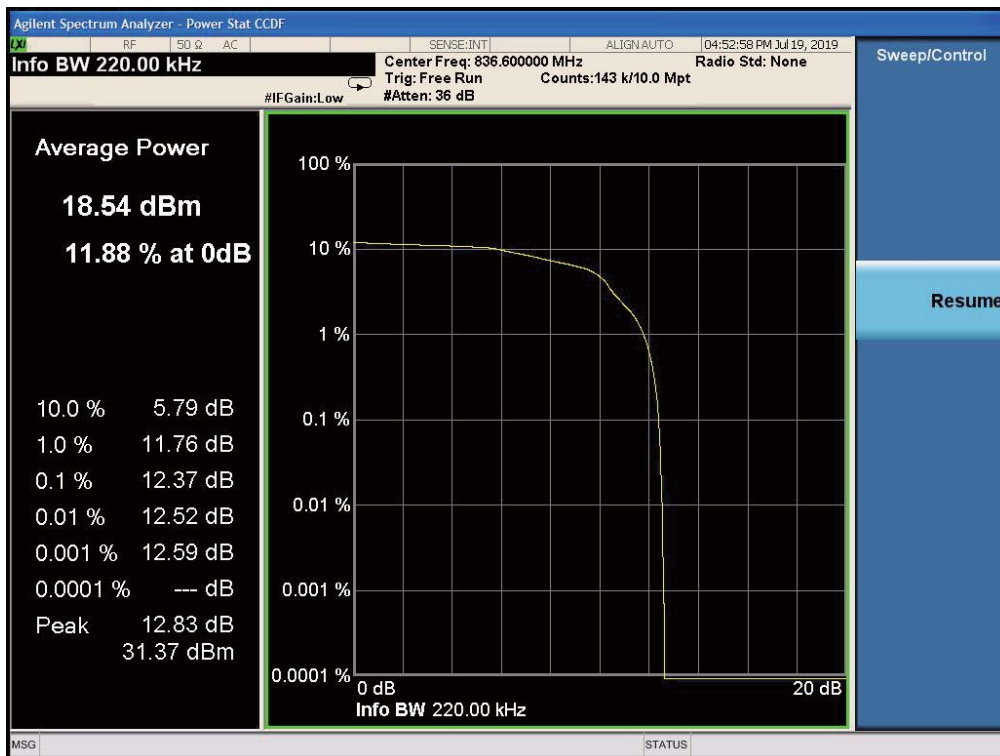 Agilent Spectrum Analyzer - Power Stat CCDF
LXI RF 50 Ω AC SENSE:INT ALIGN AUTO 04:52:58 PM Jul 19, 2019
Info BW 220.00 kHz
Center Freq: 836.600000 MHz Radio Std: None
Trig: Free Run Counts:143 k/10.0 Mpt
#IFGain:Low #Atten: 36 dB
Sweep/Control
Resume
Average Power
18.54 dBm
11.88 % at 0dB
10.0 % 5.79 dB
1.0 % 11.76 dB
0.1 % 12.37 dB
0.01 % 12.52 dB
0.001 % 12.59 dB
0.0001 % --- dB
Peak 12.83 dB
31.37 dBm
100 %
10 %
1 %
0.1 %
0.01 %
0.001 %
0.0001 %
0 dB 20 dB
Info BW 220.00 kHz
MSG STATUS